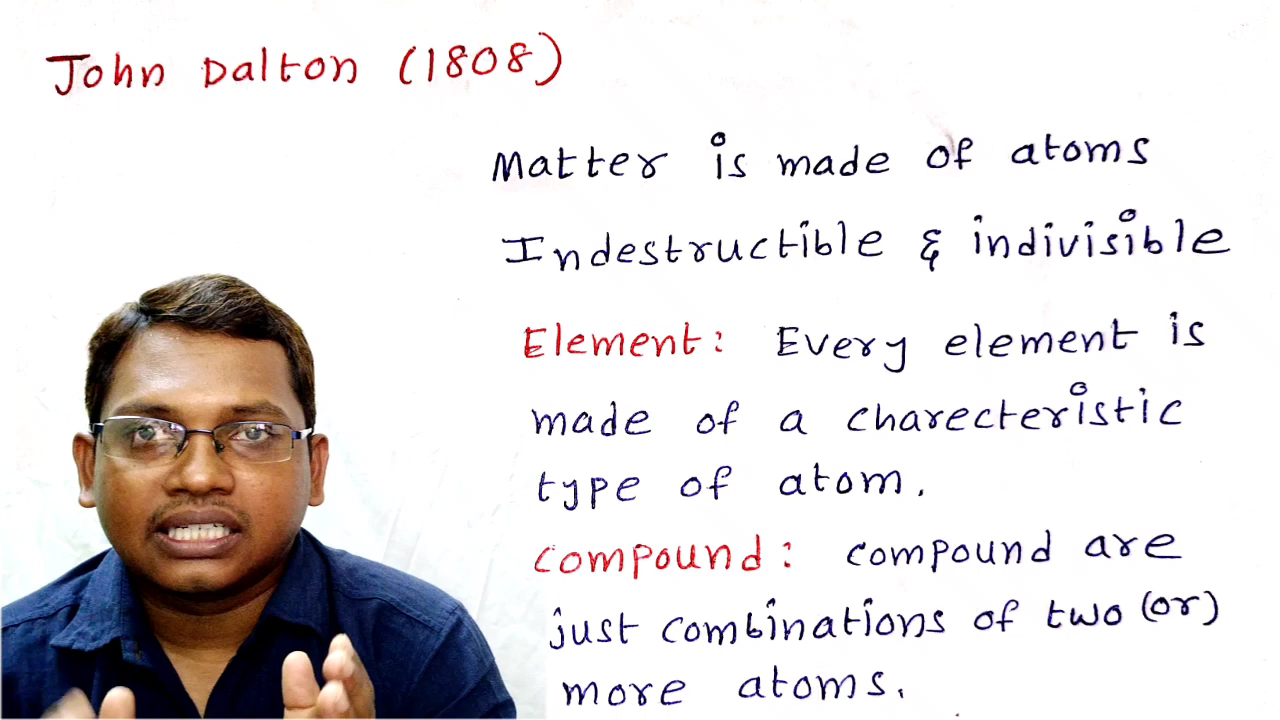 John Dalton (1808)
Matter is made of atoms
Indestructible & indivisible
Element: Every element is
made of a charecteristic
type of atom.
Compound: compound are
just combinations of two (or)
more atoms.